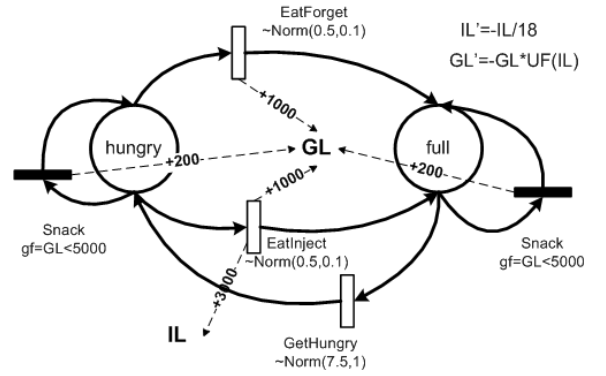 EatForget
~Norm(0.5,0.1)
IL'=-IL/18
GL'=-GL*UF(IL)
+1000
hungry
GL
full
+200
+200
+1000
Snack
gf=GL<5000
EatInject
~Norm(0.5,0.1)
Snack
gf=GL<5000
+3000
IL
GetHungry
~Norm(7.5,1)